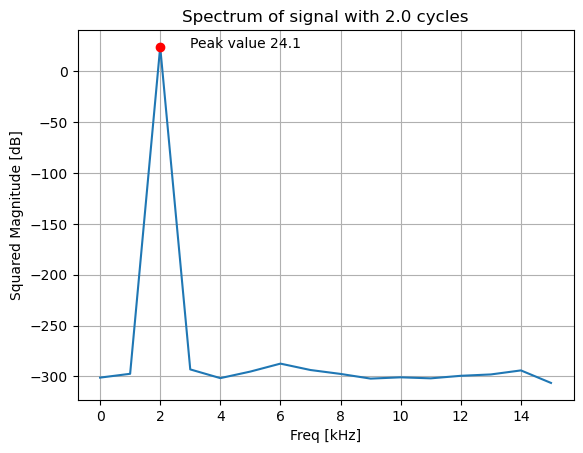 Spectrum of signal with 2.0 cycles
Peak value 24.1
Squared Magnitude [dB]
0
−50
−100
−150
−200
−250
−300
0 2 4 6 8 10 12 14
Freq [kHz]